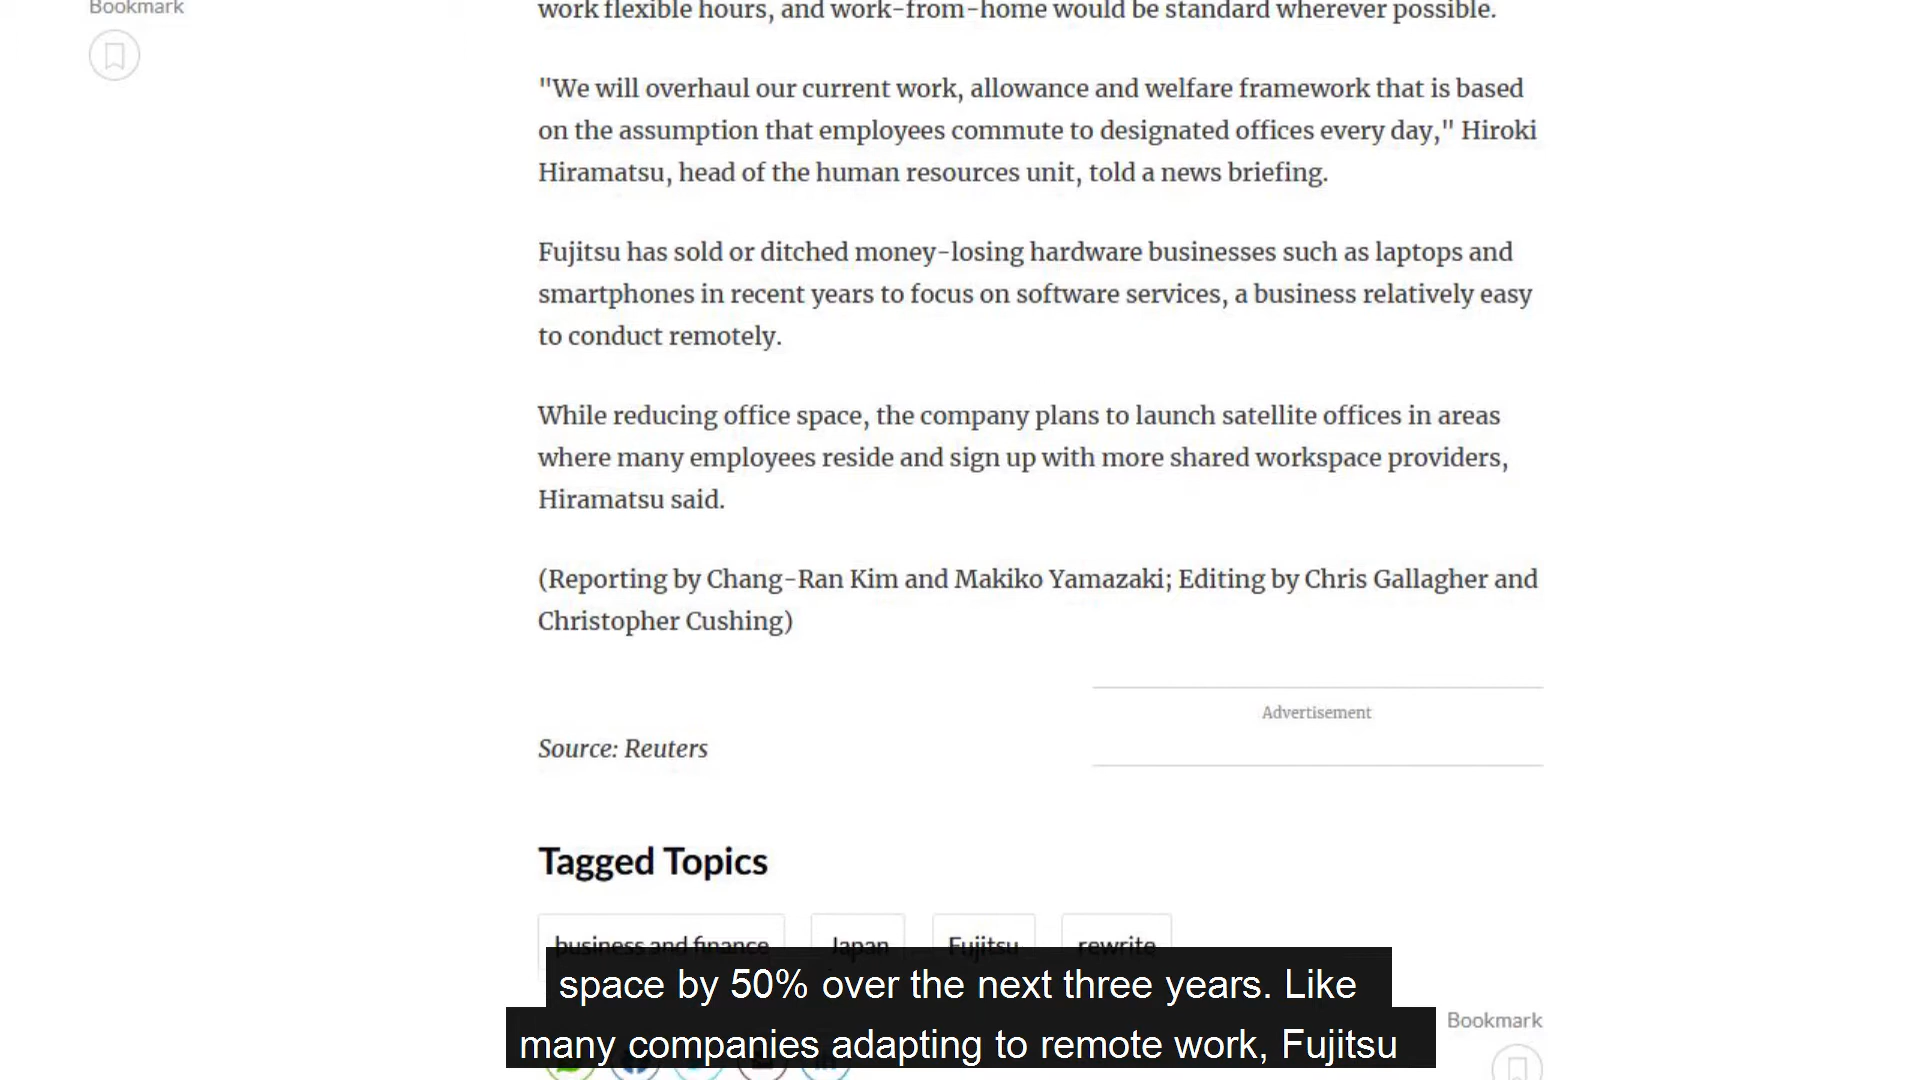 Bookmark
work flexible hours, and work-from-home would be standard wherever possible.
"We will overhaul our current work, allowance and welfare framework that is based
on the assumption that employees commute to designated offices every day," Hiroki
Hiramatsu, head of the human resources unit, told a news briefing.
Fujitsu has sold or ditched money-losing hardware businesses such as laptops and
smartphones in recent years to focus on software services, a business relatively easy
to conduct remotely.
While reducing office space, the company plans to launch satellite offices in areas
where many employees reside and sign up with more shared workspace providers,
Hiramatsu said.
(Reporting by Chang-Ran Kim and Makiko Yamazaki; Editing by Chris Gallagher and
Christopher Cushing)
Advertisement
Source: Reuters
Tagged Topics
business and finance Japan Fujitsu rewrite
space by 50% over the next three years. Like
many companies adapting to remote work, Fujitsu
Bookmark